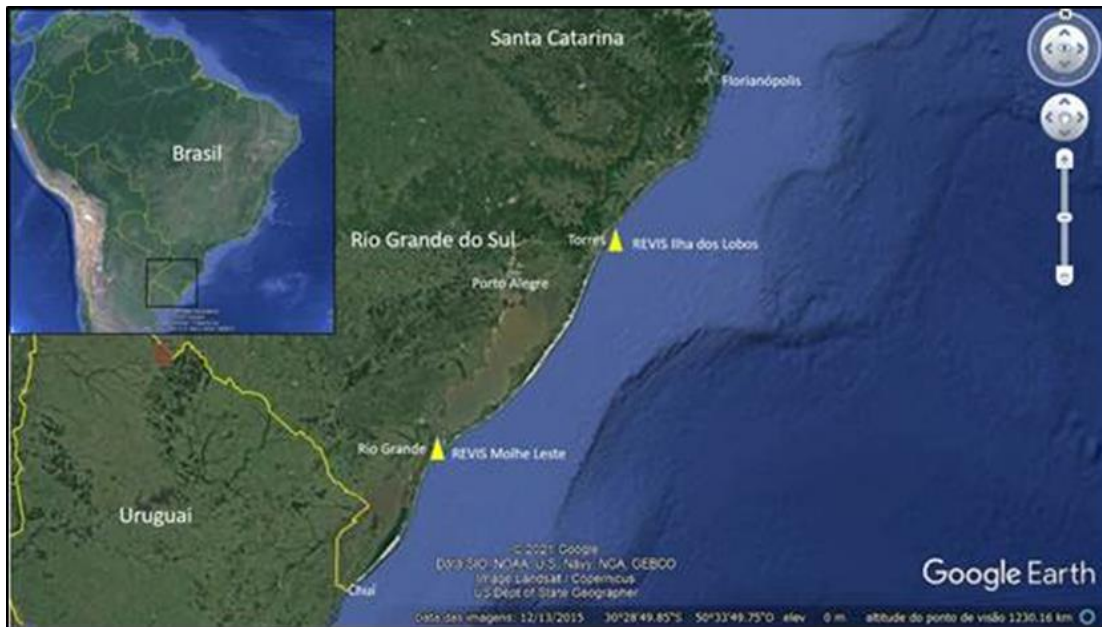 Santa Catarina
Florianópolis
Brasil
Rio Grande do Sul
Torres
REVIS Ilha dos Lobos
Porto Alegre
Rio Grande
REVIS Molhe Leste
Uruguai
Chuí
© 2021 Google
Data SIO, NOAA, U.S. Navy, NGA, GEBCO
Image Landsat / Copernicus
US Dept of State Geographer
Google Earth
Data das imagens: 12/13/2015 30°28'49.85"S 50°33'49.75"O elev 0 m altitude do ponto de visão 1230.16 km